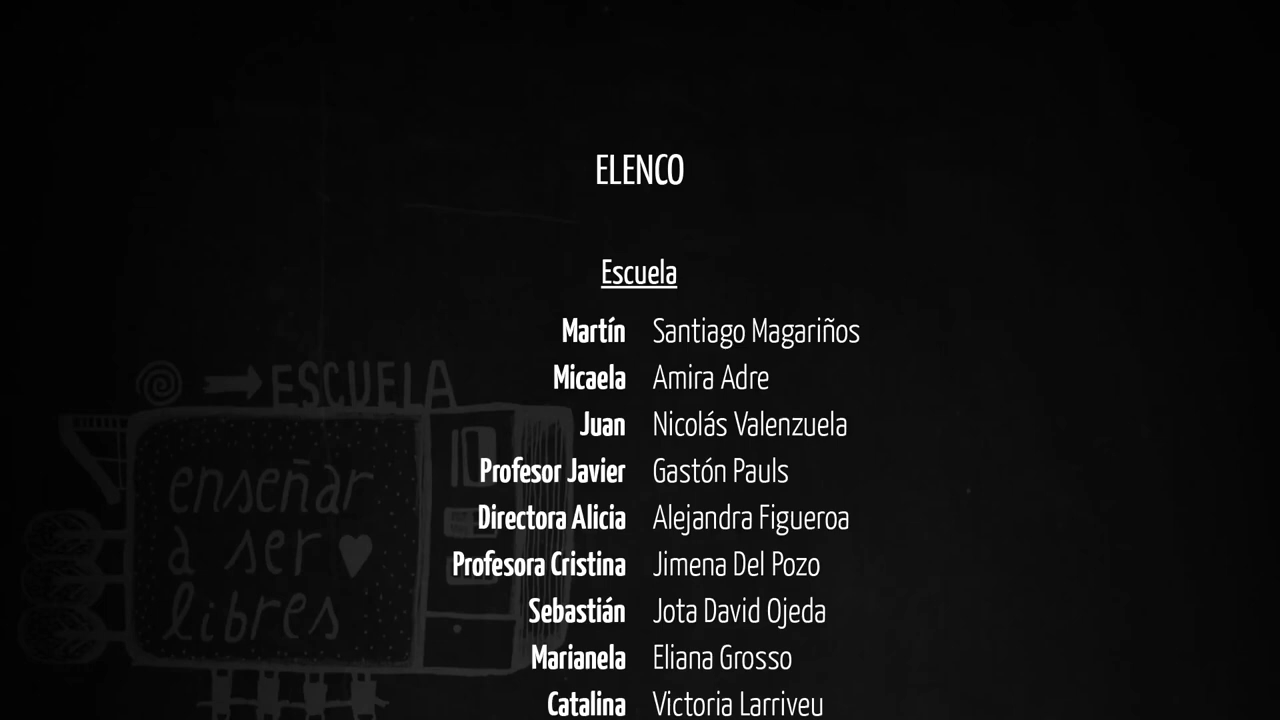 ELENCO
Escuela
Martín Santiago Magariños
Micaela Amira Adre
Juan Nicolás Valenzuela
Profesor Javier Gastón Pauls
Directora Alicia Alejandra Figueroa
Profesora Cristina Jimena Del Pozo
Sebastián Jota David Ojeda
Marianela Eliana Grosso
Catalina Victoria Larriveu
ESCUELA
enseñar
a ser
libres